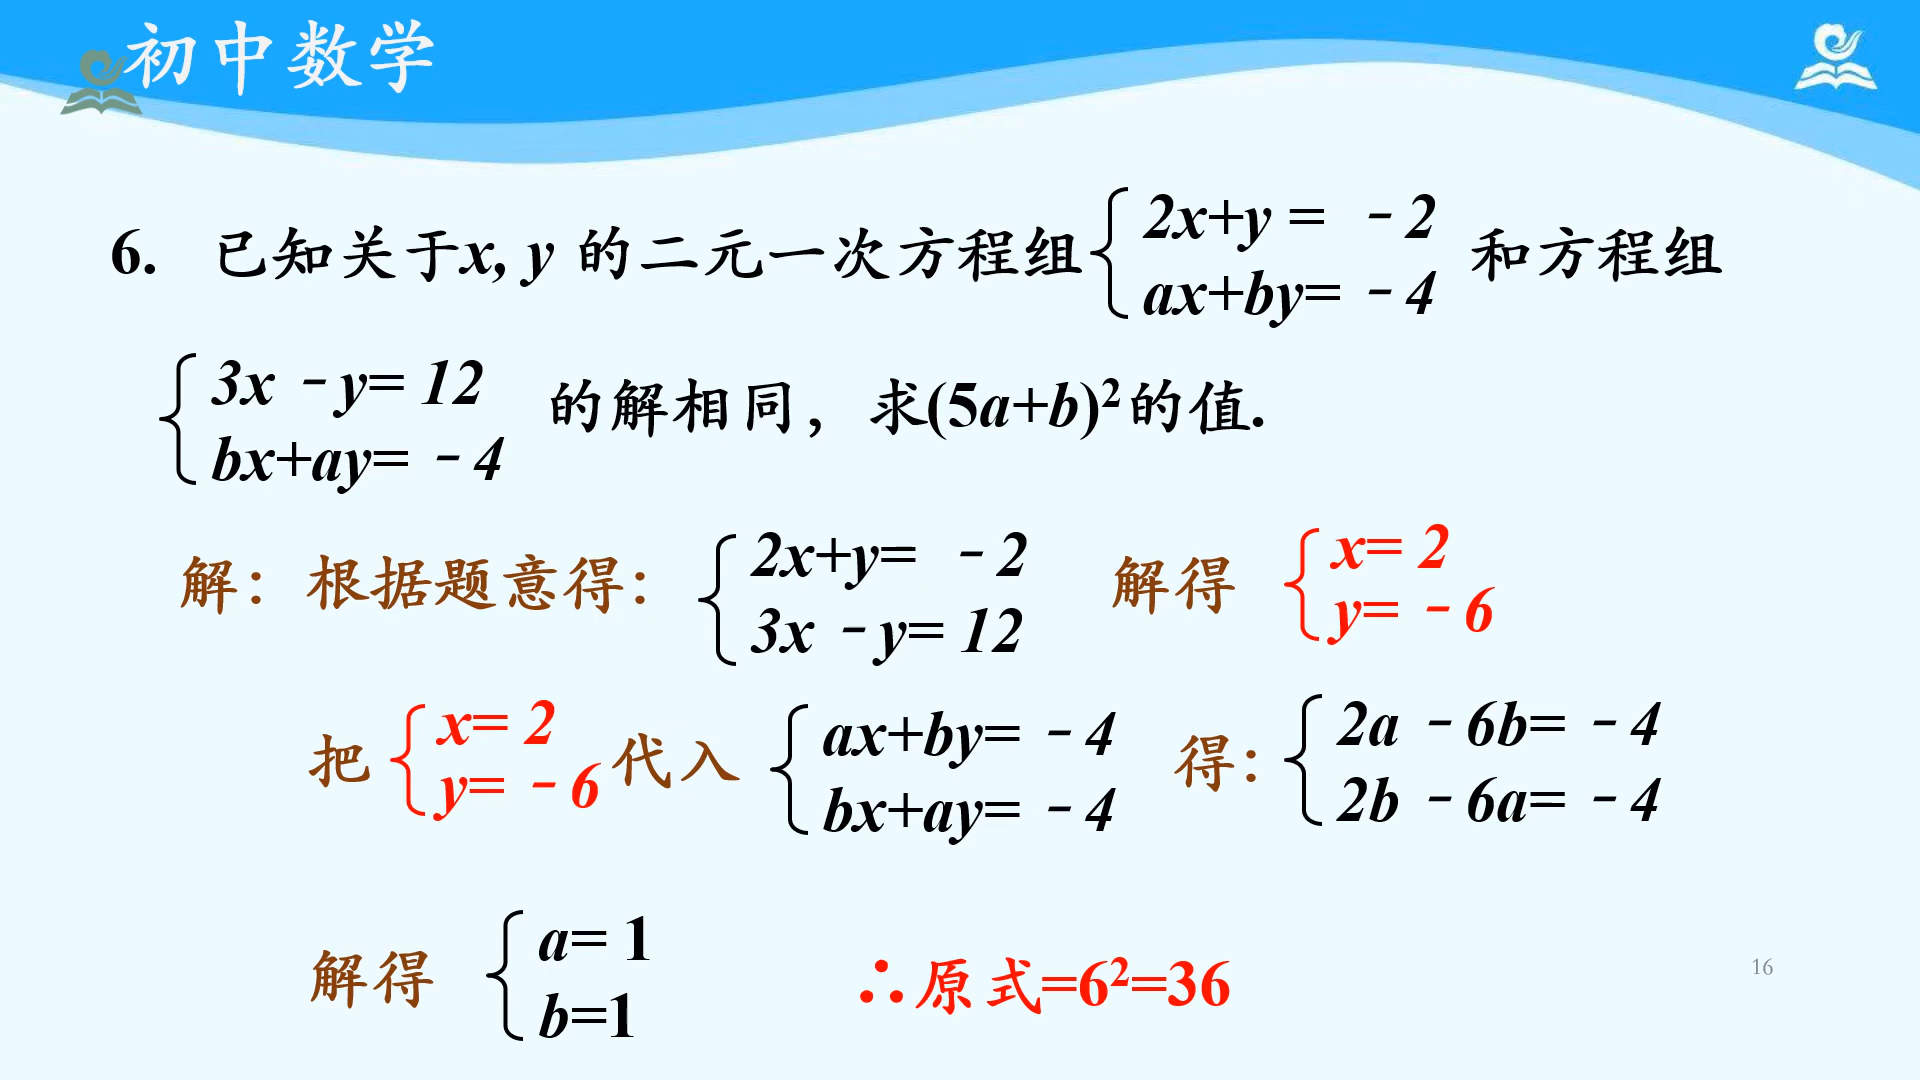 初中数学
6. 已知关于x, y 的二元一次方程组 { 2x+y = －2 和方程组
ax+by=－4
{ 3x－y= 12 的解相同，求(5a+b)²的值.
bx+ay=－4
解：根据题意得： { 2x+y= －2 解得 { x= 2
3x－y= 12 y=－6
把 { x= 2 代入 { ax+by=－4 得： { 2a－6b=－4
y=－6 bx+ay=－4 2b－6a=－4
解得 { a= 1
b=1
∴原式=6²=36
16